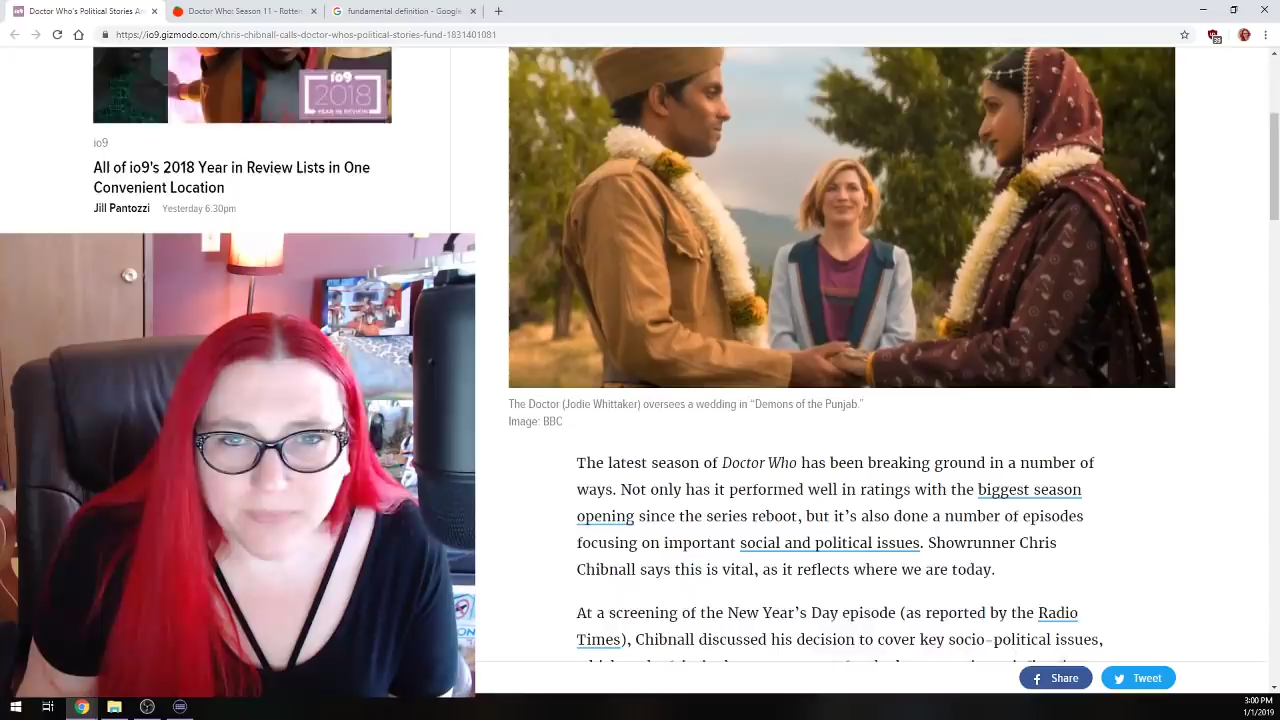 Doctor Who's Political Stories Are
Doctor Who Season 11 - Rotten
fundamental definition - Google
https://io9.gizmodo.com/chris-chibnall-calls-doctor-whos-political-stories-fund-1831401081
io9
2018
YEAR IN REVIEW
io9
All of io9's 2018 Year in Review Lists in One
Convenient Location
Jill Pantozzi Yesterday 6:30pm
The Doctor (Jodie Whittaker) oversees a wedding in “Demons of the Punjab.”
Image: BBC
The latest season of Doctor Who has been breaking ground in a number of
ways. Not only has it performed well in ratings with the biggest season
opening since the series reboot, but it’s also done a number of episodes
focusing on important social and political issues. Showrunner Chris
Chibnall says this is vital, as it reflects where we are today.
At a screening of the New Year’s Day episode (as reported by the Radio
Times), Chibnall discussed his decision to cover key socio-political issues,
Share
Tweet
3:00 PM
1/1/2019